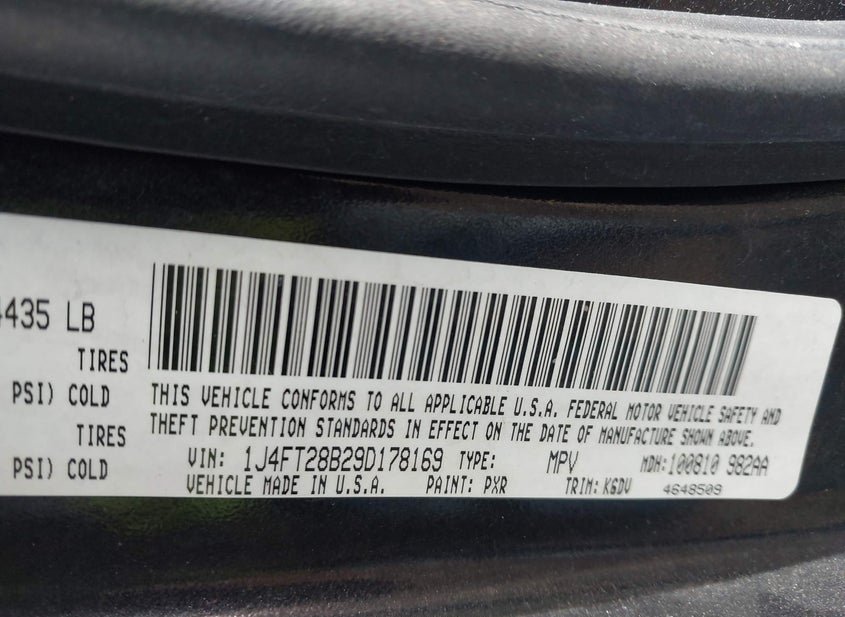 4435 LB
TIRES
PSI) COLD
TIRES
PSI) COLD
THIS VEHICLE CONFORMS TO ALL APPLICABLE U.S.A. FEDERAL MOTOR VEHICLE SAFETY AND
THEFT PREVENTION STANDARDS IN EFFECT ON THE DATE OF MANUFACTURE SHOWN ABOVE.
VIN: 1J4FT28B29D178169 TYPE: MPV MDH:100810 982AA
VEHICLE MADE IN U.S.A. PAINT: PXR TRIM: K6DV 4648509